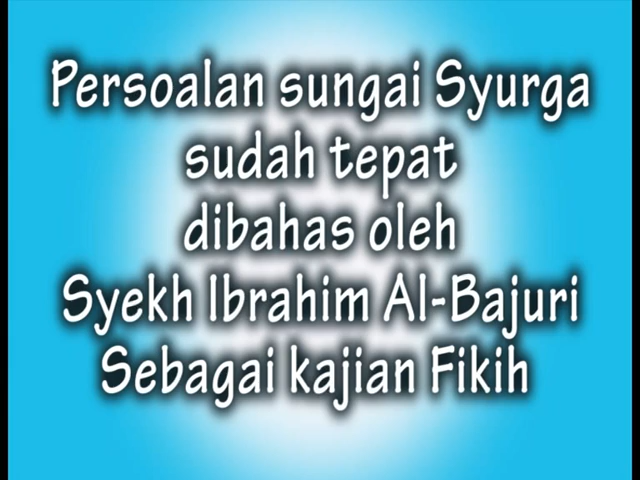 Persoalan sungai Syurga
sudah tepat
dibahas oleh
Syekh Ibrahim Al-Bajuri
Sebagai kajian Fikih